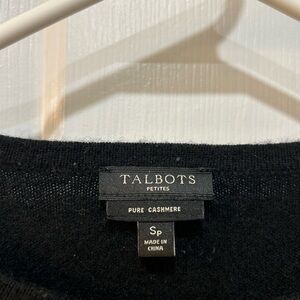 TALBOTS
PETITES
PURE CASHMERE
Sp
MADE IN
CHINA